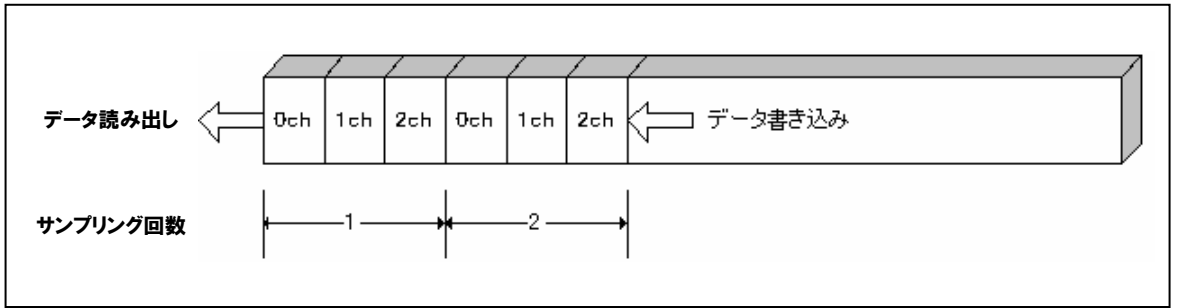 データ読み出し
0ch 1ch 2ch 0ch 1ch 2ch
データ書き込み
サンプリング回数
1 2